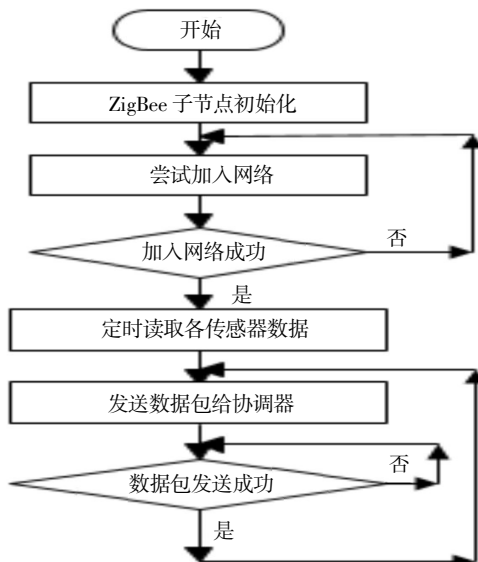 开始
ZigBee 子节点初始化
尝试加入网络
加入网络成功
否
是
定时读取各传感器数据
发送数据包给协调器
数据包发送成功
否
是